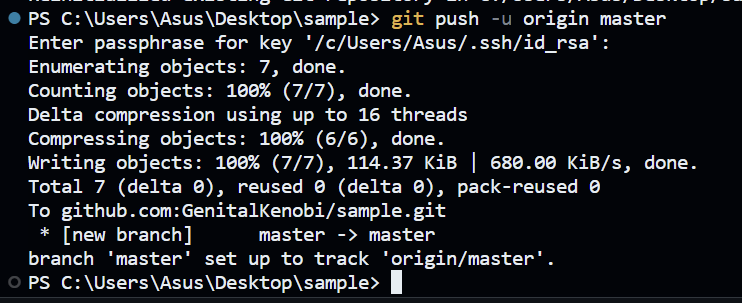 PS C:\Users\Asus\Desktop\sample> git push -u origin master
Enter passphrase for key '/c/Users/Asus/.ssh/id_rsa':
Enumerating objects: 7, done.
Counting objects: 100% (7/7), done.
Delta compression using up to 16 threads
Compressing objects: 100% (6/6), done.
Writing objects: 100% (7/7), 114.37 KiB | 680.00 KiB/s, done.
Total 7 (delta 0), reused 0 (delta 0), pack-reused 0
To github.com:GenitalKenobi/sample.git
 * [new branch]      master -> master
branch 'master' set up to track 'origin/master'.
PS C:\Users\Asus\Desktop\sample>